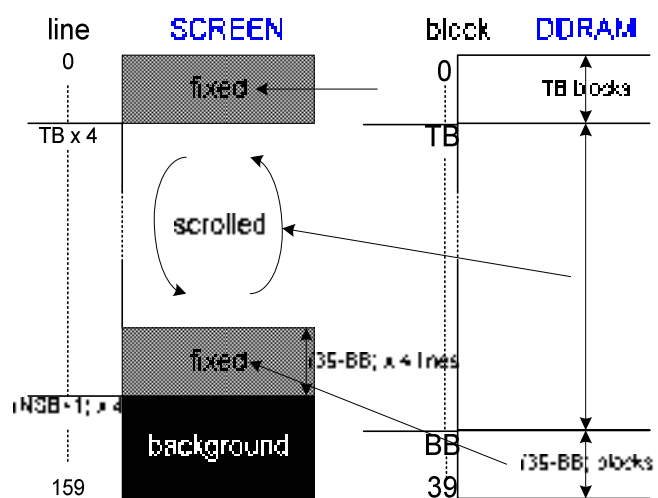 line SCREEN block DDRAM
0 fixed 0 TB blocks
TB x 4 TB
scrolled
fixed (35-BB) x 4 lines
(NSB+1) x 4
background BB
(35-BB) blocks
159 39